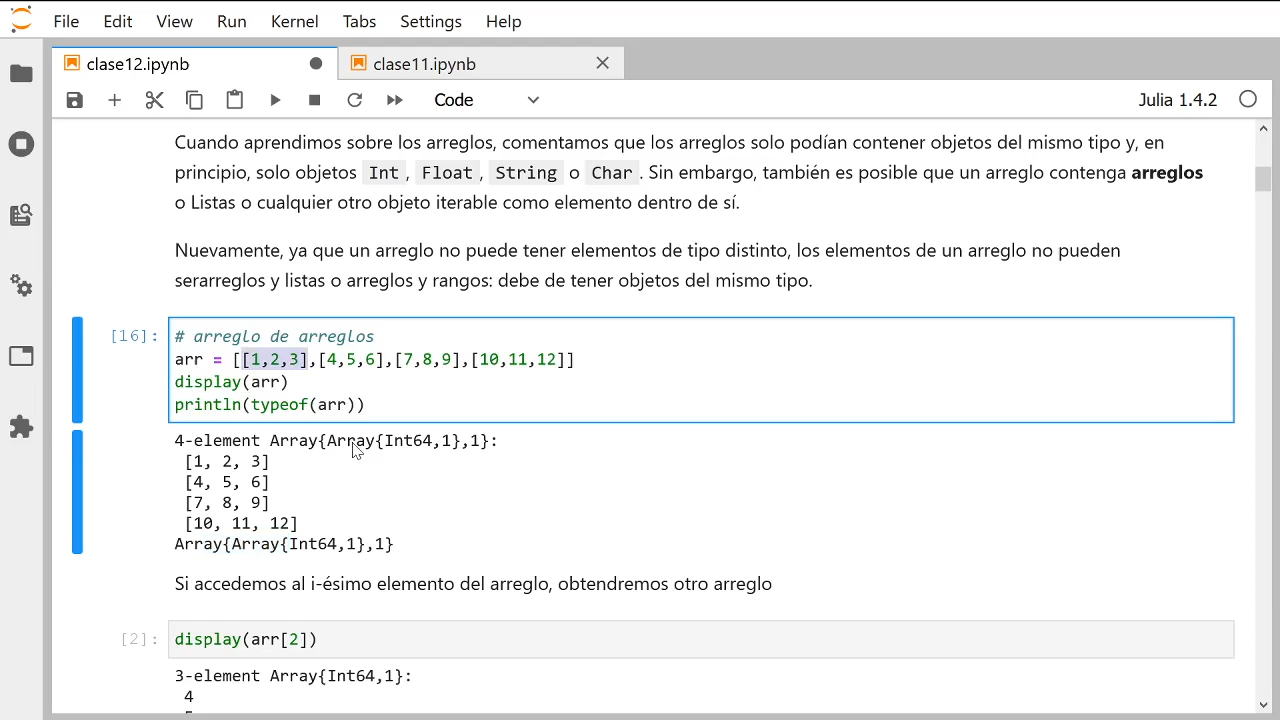 File Edit View Run Kernel Tabs Settings Help
clase12.ipynb
clase11.ipynb
Code
Julia 1.4.2
Cuando aprendimos sobre los arreglos, comentamos que los arreglos solo podían contener objetos del mismo tipo y, en
principio, solo objetos Int , Float , String o Char . Sin embargo, también es posible que un arreglo contenga arreglos
o Listas o cualquier otro objeto iterable como elemento dentro de sí.
Nuevamente, ya que un arreglo no puede tener elementos de tipo distinto, los elementos de un arreglo no pueden
serarreglos y listas o arreglos y rangos: debe de tener objetos del mismo tipo.
[16]: # arreglo de arreglos
arr = [[1,2,3],[4,5,6],[7,8,9],[10,11,12]]
display(arr)
println(typeof(arr))
4-element Array{Array{Int64,1},1}:
[1, 2, 3]
[4, 5, 6]
[7, 8, 9]
[10, 11, 12]
Array{Array{Int64,1},1}
Si accedemos al i-ésimo elemento del arreglo, obtendremos otro arreglo
[2]: display(arr[2])
3-element Array{Int64,1}:
4